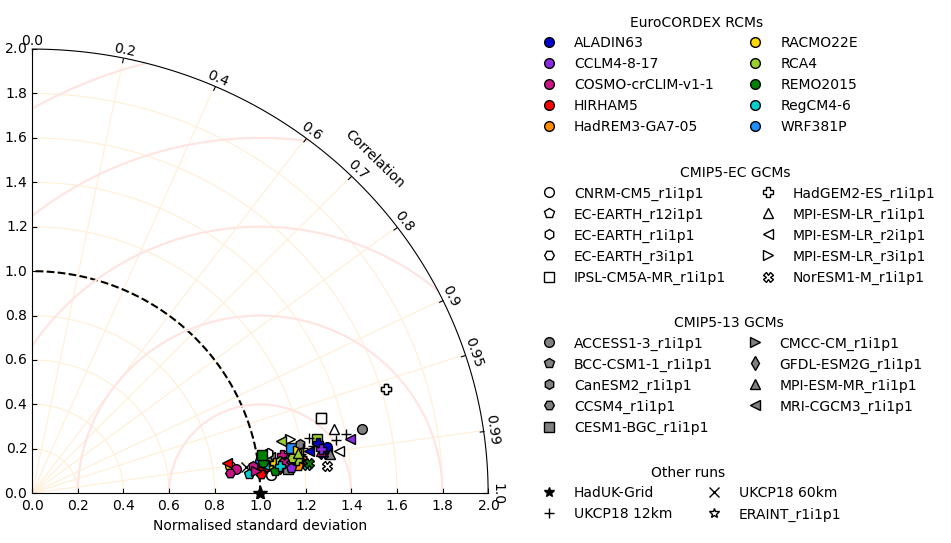 EuroCORDEX RCMs
ALADIN63 RACMO22E
CCLM4-8-17 RCA4
COSMO-crCLIM-v1-1 REMO2015
HIRHAM5 RegCM4-6
HadREM3-GA7-05 WRF381P
CMIP5-EC GCMs
CNRM-CM5_r1i1p1 HadGEM2-ES_r1i1p1
EC-EARTH_r12i1p1 MPI-ESM-LR_r1i1p1
EC-EARTH_r1i1p1 MPI-ESM-LR_r2i1p1
EC-EARTH_r3i1p1 MPI-ESM-LR_r3i1p1
IPSL-CM5A-MR_r1i1p1 NorESM1-M_r1i1p1
CMIP5-13 GCMs
ACCESS1-3_r1i1p1 CMCC-CM_r1i1p1
BCC-CSM1-1_r1i1p1 GFDL-ESM2G_r1i1p1
CanESM2_r1i1p1 MPI-ESM-MR_r1i1p1
CCSM4_r1i1p1 MRI-CGCM3_r1i1p1
CESM1-BGC_r1i1p1
Other runs
HadUK-Grid UKCP18 60km
UKCP18 12km ERAINT_r1i1p1
0.0
0.2
0.4
0.6
0.7
0.8
0.9
0.95
0.99
1.0
Correlation
2.0
1.8
1.6
1.4
1.2
1.0
0.8
0.6
0.4
0.2
0.0
0.0 0.2 0.4 0.6 0.8 1.0 1.2 1.4 1.6 1.8 2.0
Normalised standard deviation